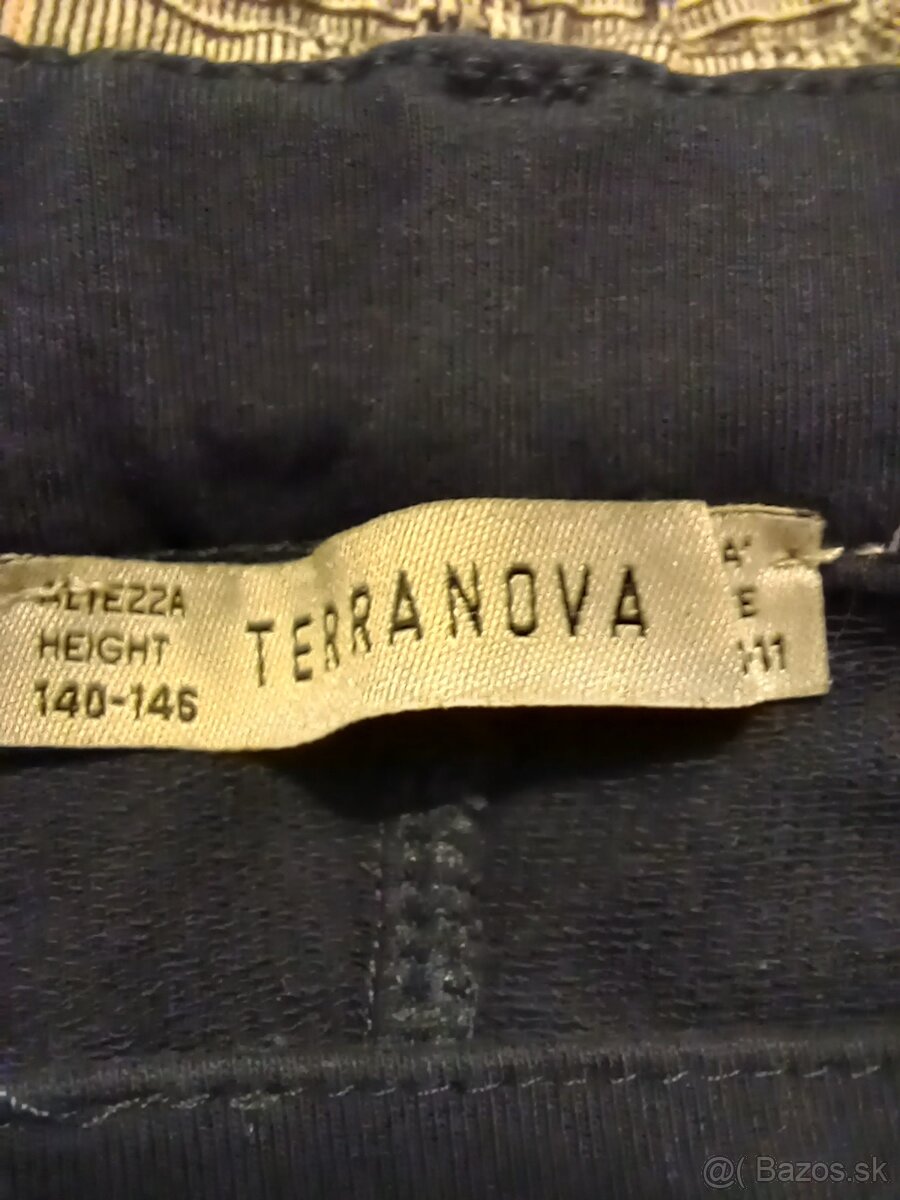 ALTEZZA
HEIGHT
140-146
TERRANOVA
E
@( Bazos.sk